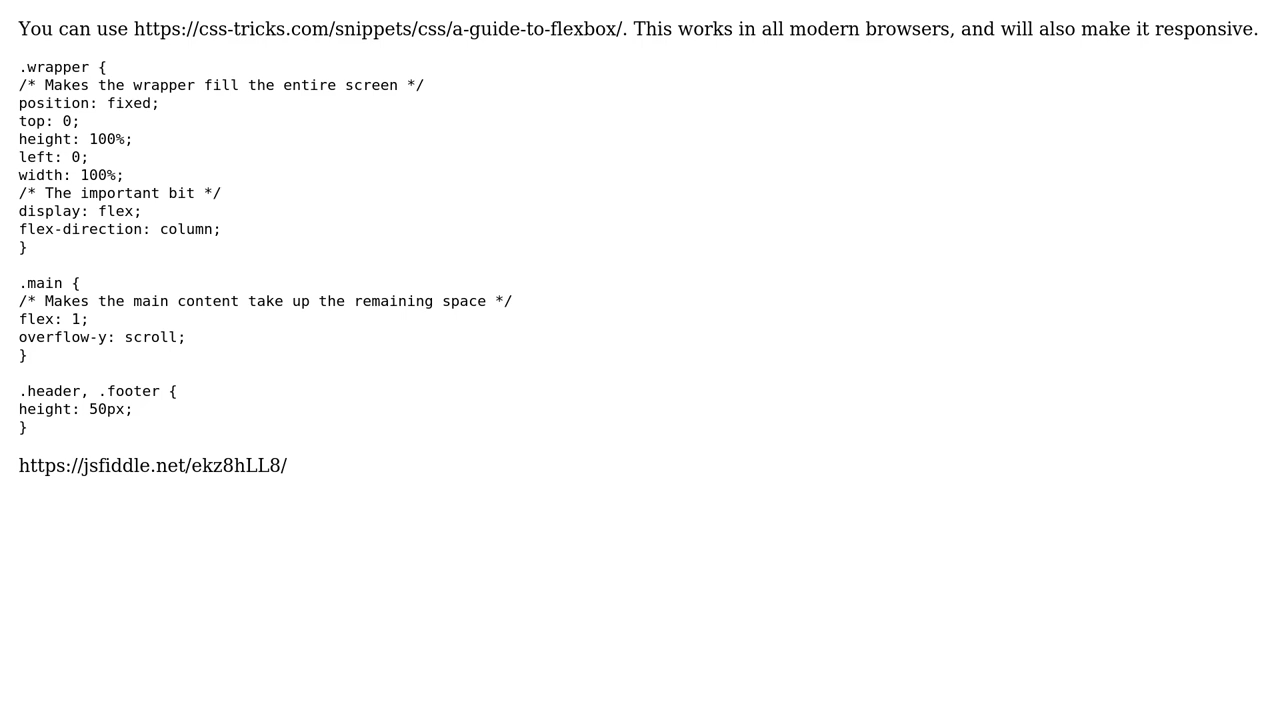 You can use https://css-tricks.com/snippets/css/a-guide-to-flexbox/. This works in all modern browsers, and will also make it responsive.
.wrapper {
/* Makes the wrapper fill the entire screen */
position: fixed;
top: 0;
height: 100%;
left: 0;
width: 100%;
/* The important bit */
display: flex;
flex-direction: column;
}
.main {
/* Makes the main content take up the remaining space */
flex: 1;
overflow-y: scroll;
}
.header, .footer {
height: 50px;
}
https://jsfiddle.net/ekz8hLL8/